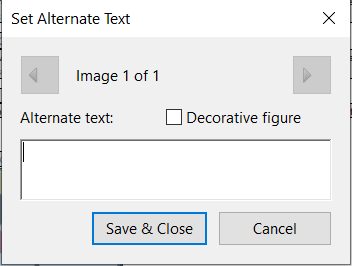 Set Alternate Text
Image 1 of 1
Alternate text:
Decorative figure
Save & Close
Cancel